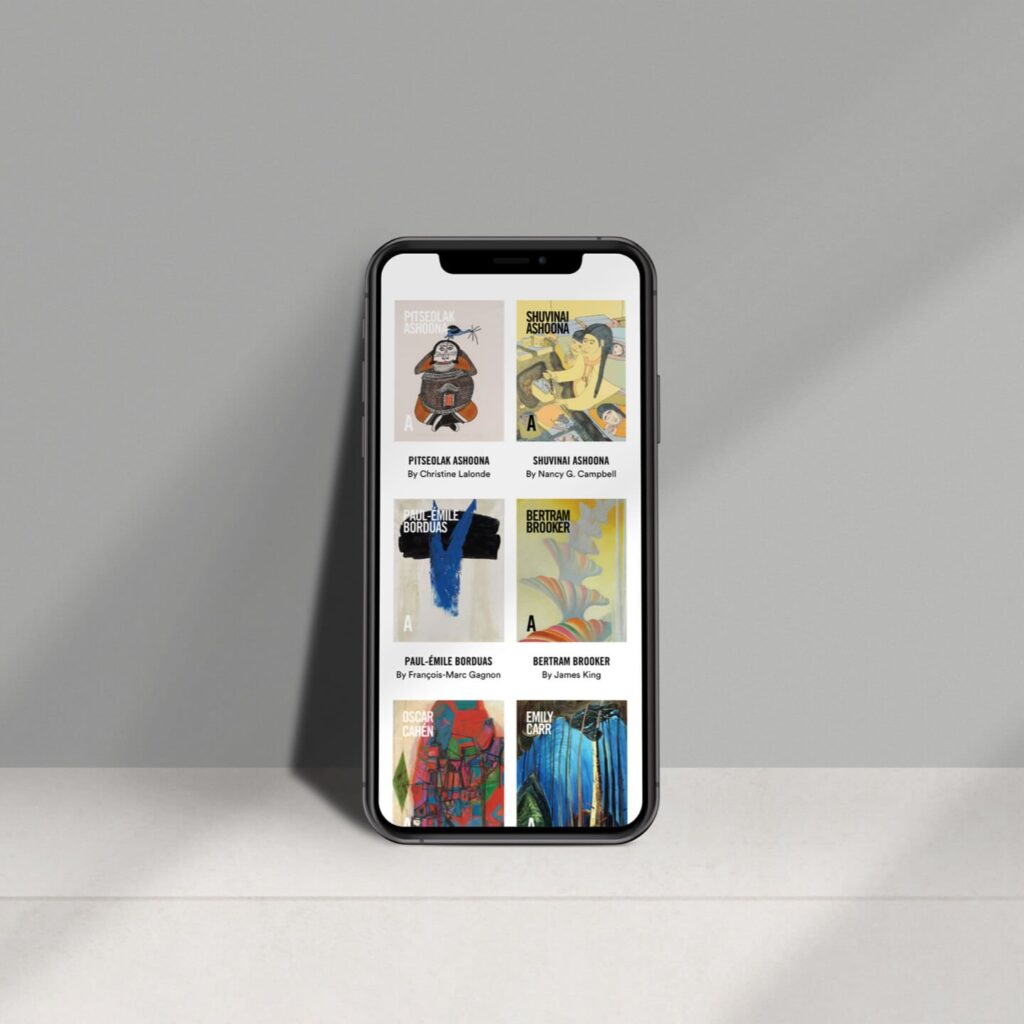 PITSEOLAK
ASHOONA
A
SHUVINAI
ASHOONA
A
PITSEOLAK ASHOONA
By Christine Lalonde
SHUVINAI ASHOONA
By Nancy G. Campbell
PAUL-ÉMILE
BORDUAS
A
BERTRAM
BROOKER
A
PAUL-ÉMILE BORDUAS
By François-Marc Gagnon
BERTRAM BROOKER
By James King
OSCAR
CAHÉN
A
EMILY
CARR
A